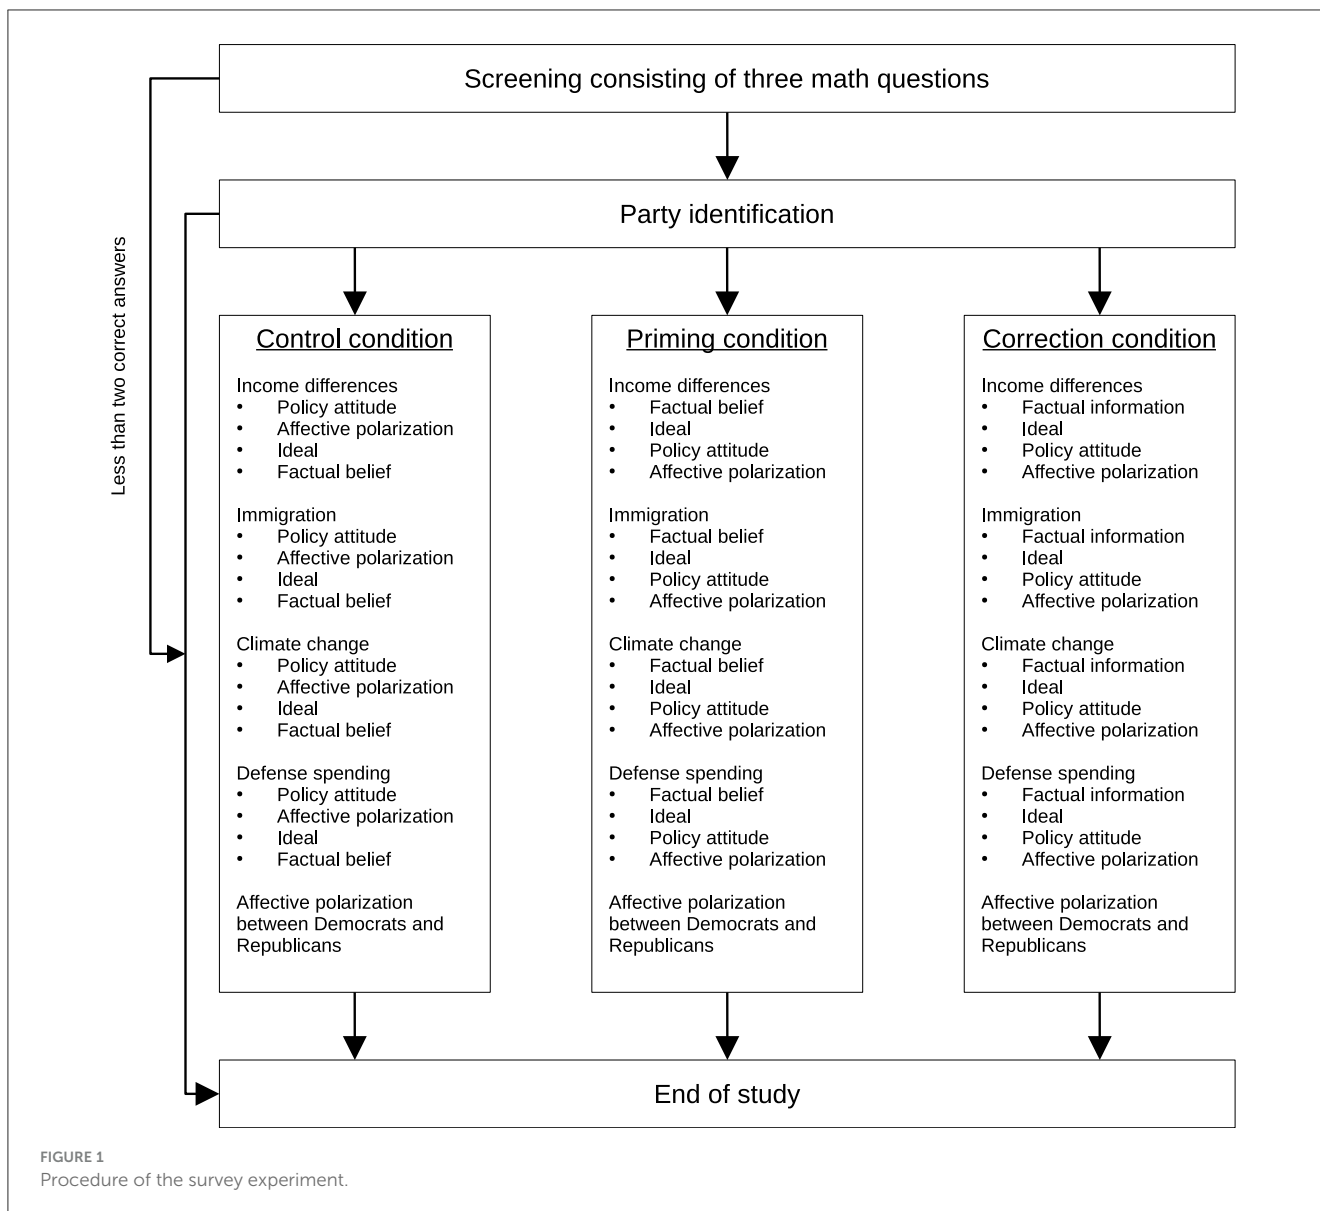 Screening consisting of three math questions
Party identification
Less than two correct answers
Control condition
Income differences
• Policy attitude
• Affective polarization
• Ideal
• Factual belief
Immigration
• Policy attitude
• Affective polarization
• Ideal
• Factual belief
Climate change
• Policy attitude
• Affective polarization
• Ideal
• Factual belief
Defense spending
• Policy attitude
• Affective polarization
• Ideal
• Factual belief
Affective polarization
between Democrats and
Republicans
Priming condition
Income differences
• Factual belief
• Ideal
• Policy attitude
• Affective polarization
Immigration
• Factual belief
• Ideal
• Policy attitude
• Affective polarization
Climate change
• Factual belief
• Ideal
• Policy attitude
• Affective polarization
Defense spending
• Factual belief
• Ideal
• Policy attitude
• Affective polarization
Affective polarization
between Democrats and
Republicans
Correction condition
Income differences
• Factual information
• Ideal
• Policy attitude
• Affective polarization
Immigration
• Factual information
• Ideal
• Policy attitude
• Affective polarization
Climate change
• Factual information
• Ideal
• Policy attitude
• Affective polarization
Defense spending
• Factual information
• Ideal
• Policy attitude
• Affective polarization
Affective polarization
between Democrats and
Republicans
End of study
FIGURE 1
Procedure of the survey experiment.